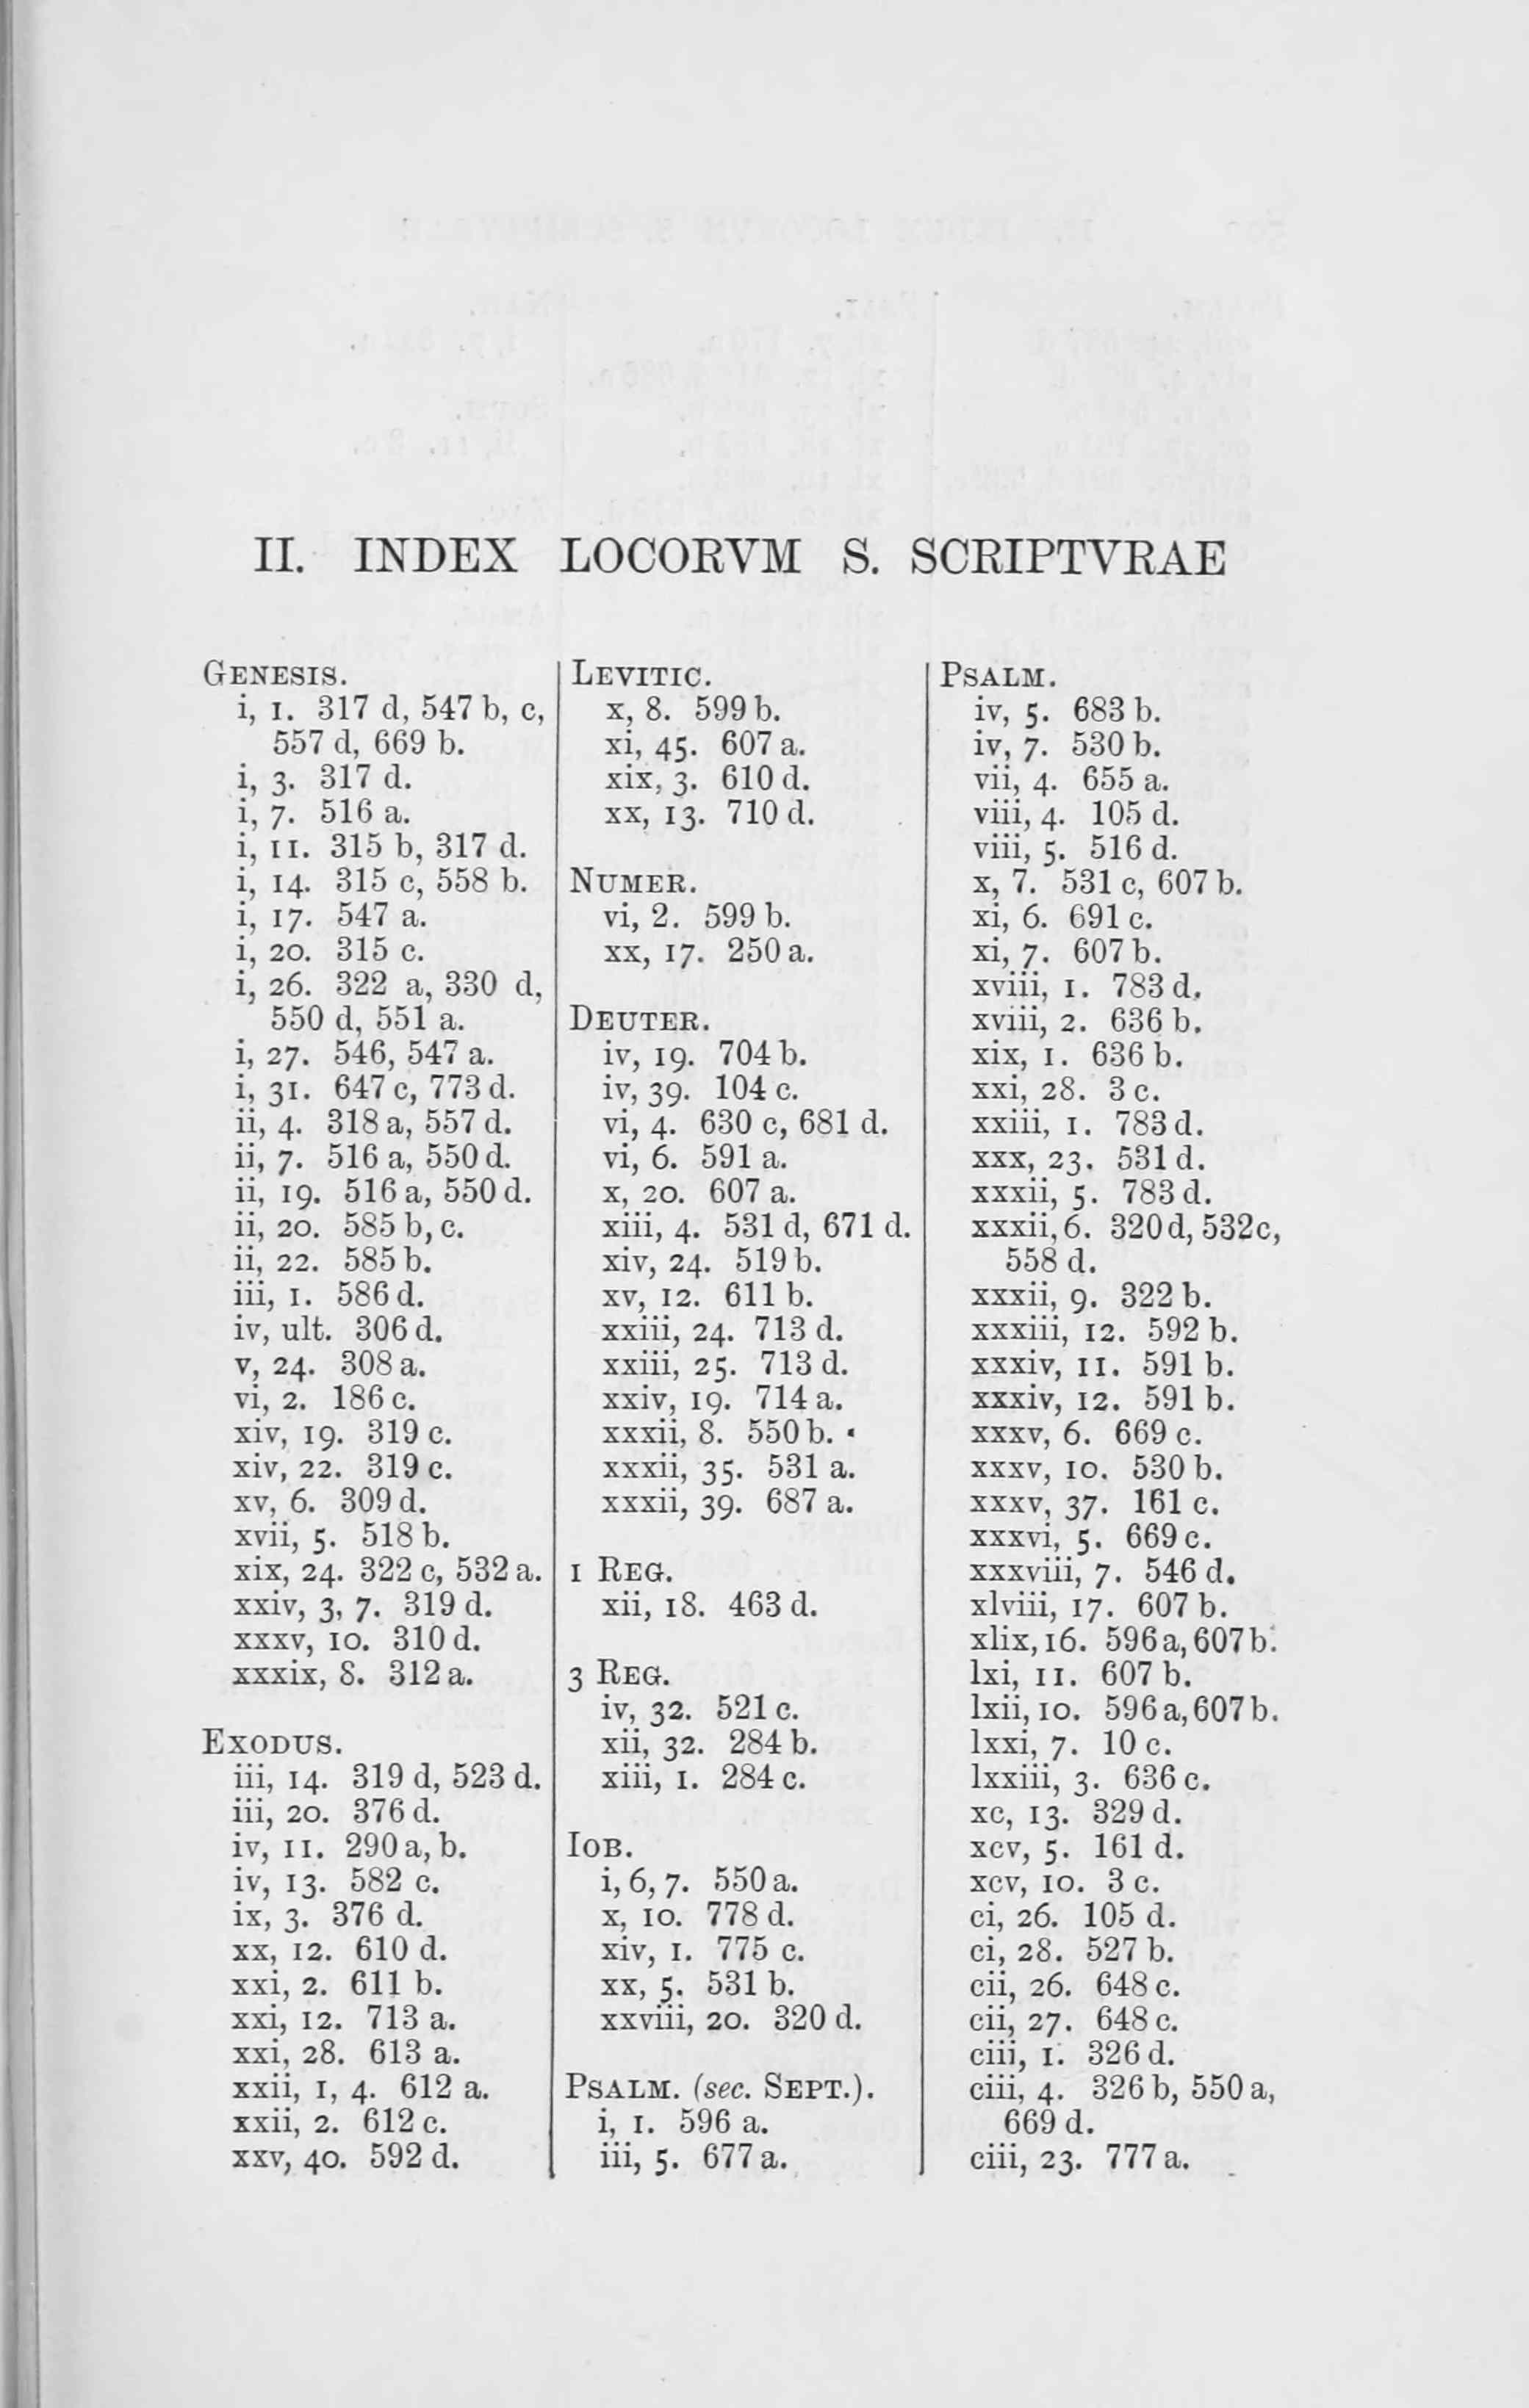 II. INDEX LOCORVM S. SCRIPTVRAE
GENESIS.
i, 1. 317 d, 547 b, c,
557 d, 669 b.
i, 3. 317 d.
i, 7. 516 a.
i, 11. 315 b, 317 d.
i, 14. 315 c, 558 b.
i, 17. 547 a.
i, 20. 315 c.
i, 26. 322 a, 330 d,
550 d, 551 a.
i, 27. 546, 547 a.
i, 31. 647 c, 773 d.
ii, 4. 318 a, 557 d.
ii, 7. 516 a, 550 d.
ii, 19. 516 a, 550 d.
ii, 20. 585 b, c.
ii, 22. 585 b.
iii, 1. 586 d.
iv, ult. 306 d.
v, 24. 308 a.
vi, 2. 186 c.
xiv, 19. 319 c.
xiv, 22. 319 c.
xv, 6. 309 d.
xvii, 5. 518 b.
xix, 24. 322 c, 532 a.
xxiv, 3, 7. 319 d.
xxxv, 10. 310 d.
xxxix, 8. 312 a.
EXODUS.
iii, 14. 319 d, 523 d.
iii, 20. 376 d.
iv, 11. 290 a, b.
iv, 13. 582 c.
ix, 3. 376 d.
xx, 12. 610 d.
xxi, 2. 611 b.
xxi, 12. 713 a.
xxi, 28. 613 a.
xxii, 1, 4. 612 a.
xxii, 2. 612 c.
xxv, 40. 592 d.
LEVITIC.
x, 8. 599 b.
xi, 45. 607 a.
xix, 3. 610 d.
xx, 13. 710 d.
NUMER.
vi, 2. 599 b.
xx, 17. 250 a.
DEUTER.
iv, 19. 704 b.
iv, 39. 104 c.
vi, 4. 630 c, 681 d.
vi, 6. 591 a.
x, 20. 607 a.
xiii, 4. 531 d, 671 d.
xiv, 24. 519 b.
xv, 12. 611 b.
xxiii, 24. 713 d.
xxiii, 25. 713 d.
xxiv, 19. 714 a.
xxxii, 8. 550 b.
xxxii, 35. 531 a.
xxxii, 39. 687 a.
1 REG.
xii, 18. 463 d.
3 REG.
iv, 32. 521 c.
xii, 32. 284 b.
xiii, 1. 284 c.
IOB.
i, 6, 7. 550 a.
x, 10. 778 d.
xiv, 1. 775 c.
xx, 5. 531 b.
xxviii, 20. 320 d.
PSALM. (sec. SEPT.).
i, 1. 596 a.
iii, 5. 677 a.
PSALM.
iv, 5. 683 b.
iv, 7. 530 b.
vii, 4. 655 a.
viii, 4. 105 d.
viii, 5. 516 d.
x, 7. 531 c, 607 b.
xi, 6. 691 c.
xi, 7. 607 b.
xviii, 1. 783 d.
xviii, 2. 636 b.
xix, 1. 636 b.
xxi, 28. 3 c.
xxiii, 1. 783 d.
xxx, 23. 531 d.
xxxii, 5. 783 d.
xxxii, 6. 320 d, 532 c,
558 d.
xxxii, 9. 322 b.
xxxiii, 12. 592 b.
xxxiv, 11. 591 b.
xxxiv, 12. 591 b.
xxxv, 6. 669 c.
xxxv, 10. 530 b.
xxxv, 37. 161 c.
xxxvi, 5. 669 c.
xxxviii, 7. 546 d.
xlviii, 17. 607 b.
xlix, 16. 596 a, 607 b.
lxi, 11. 607 b.
lxii, 10. 596 a, 607 b.
lxxi, 7. 10 c.
lxxiii, 3. 636 c.
xc, 13. 329 d.
xcv, 5. 161 d.
xcv, 10. 3 c.
ci, 26. 105 d.
ci, 28. 527 b.
cii, 26. 648 c.
cii, 27. 648 c.
ciii, 1. 326 d.
ciii, 4. 326 b, 550 a,
669 d.
ciii, 23. 777 a.